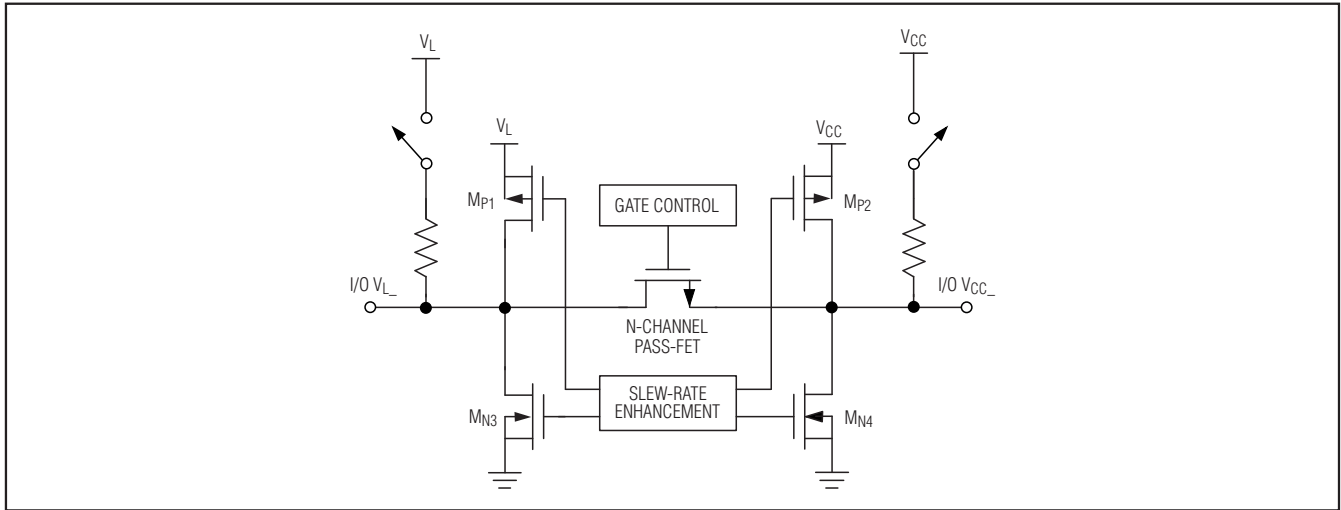 V_L
V_CC
V_L
V_CC
M_P1
GATE CONTROL
M_P2
I/O V_L_
I/O V_CC_
N-CHANNEL
PASS-FET
SLEW-RATE
ENHANCEMENT
M_N3
M_N4